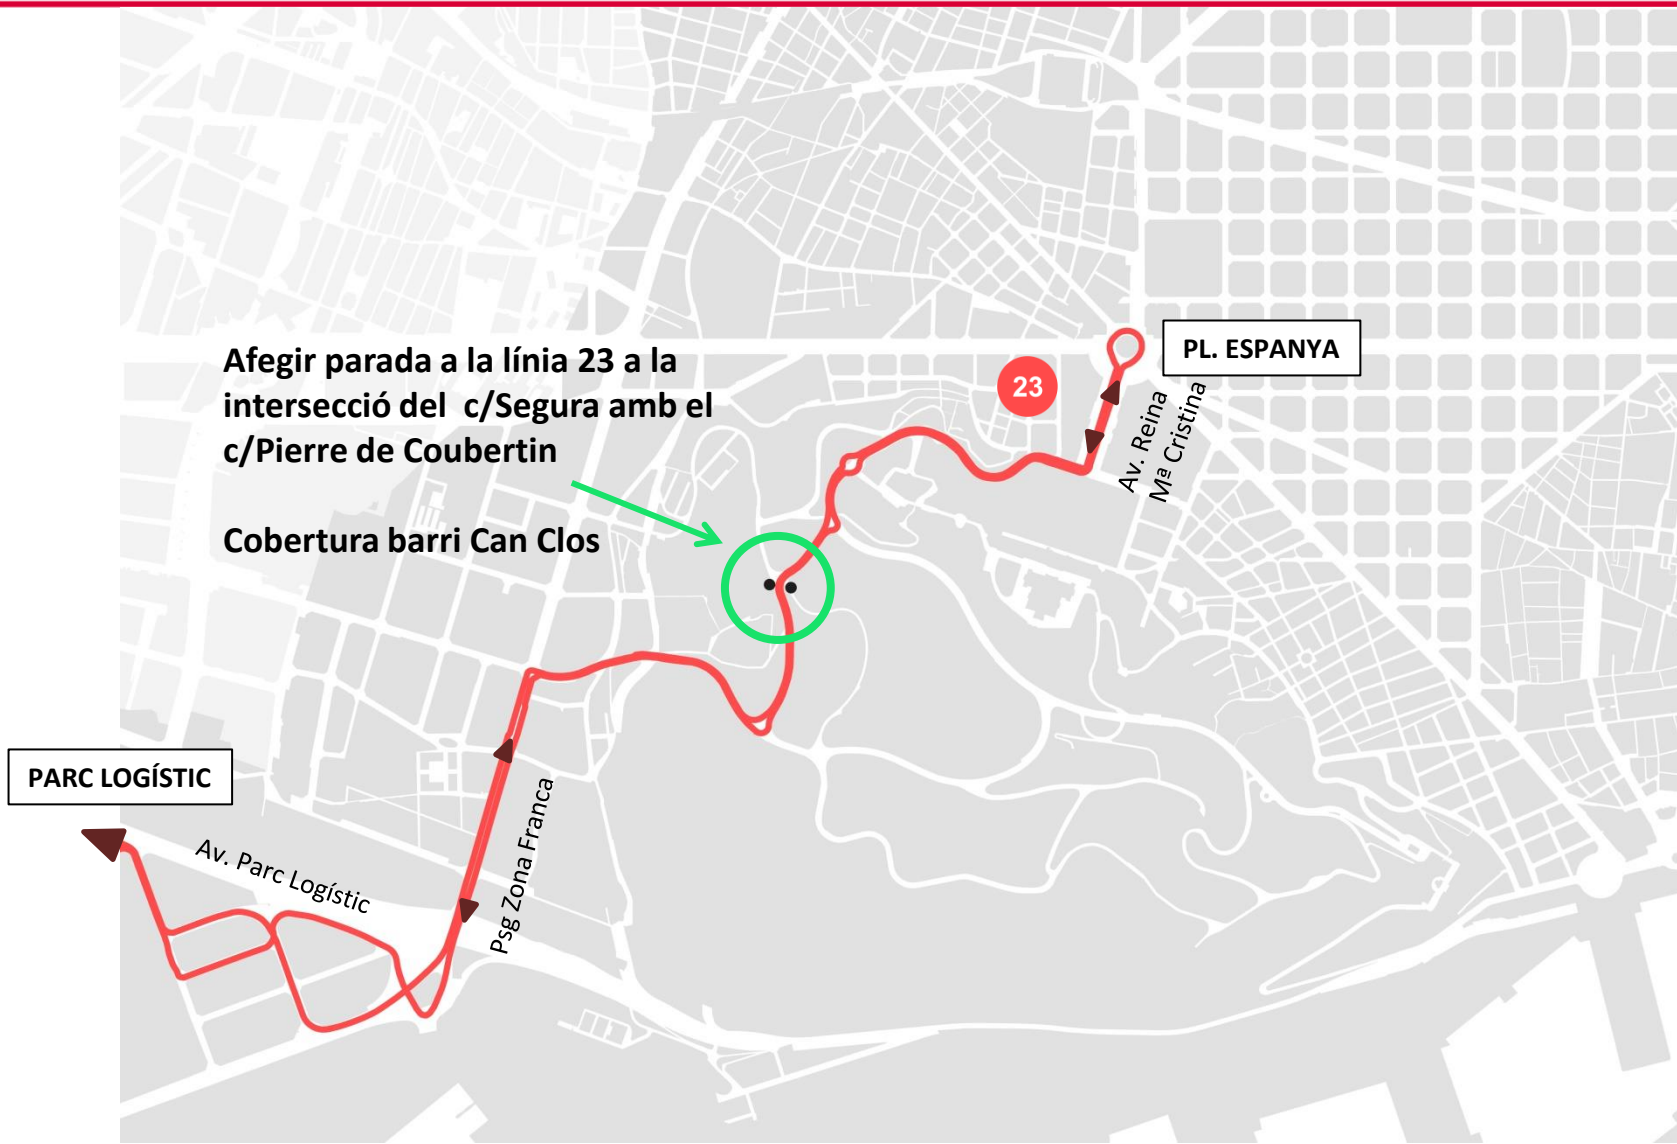 PL. ESPANYA
Afegir parada a la línia 23 a la
intersecció del c/Segura amb el
c/Pierre de Coubertin
23
Av. Reina
Mª Cristina
Cobertura barri Can Clos
PARC LOGÍSTIC
Av. Parc Logístic
Psg Zona Franca